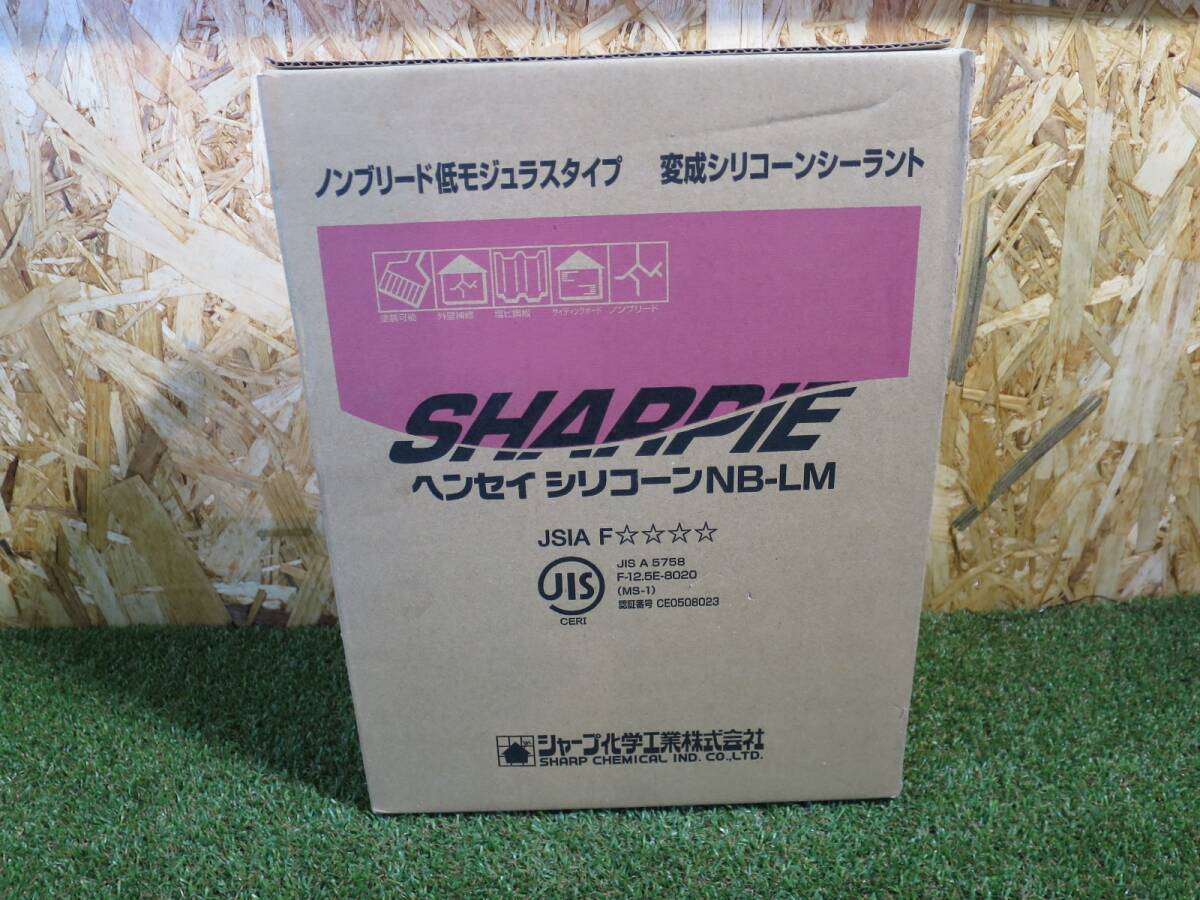 ノンブリード低モジュラスタイプ 変成シリコーンシーラント
塗装可能 外壁補修 塩ビ鋼板 サイディングボード ノンブリード
SHARPIE
ヘンセイ シリコーンNB-LM
JSIA F☆☆☆☆
JIS
CERI
JIS A 5758
F-12.5E-8020
(MS-1)
認証番号 CE0508023
シャープ化学工業株式会社
SHARP CHEMICAL IND. CO.,LTD.